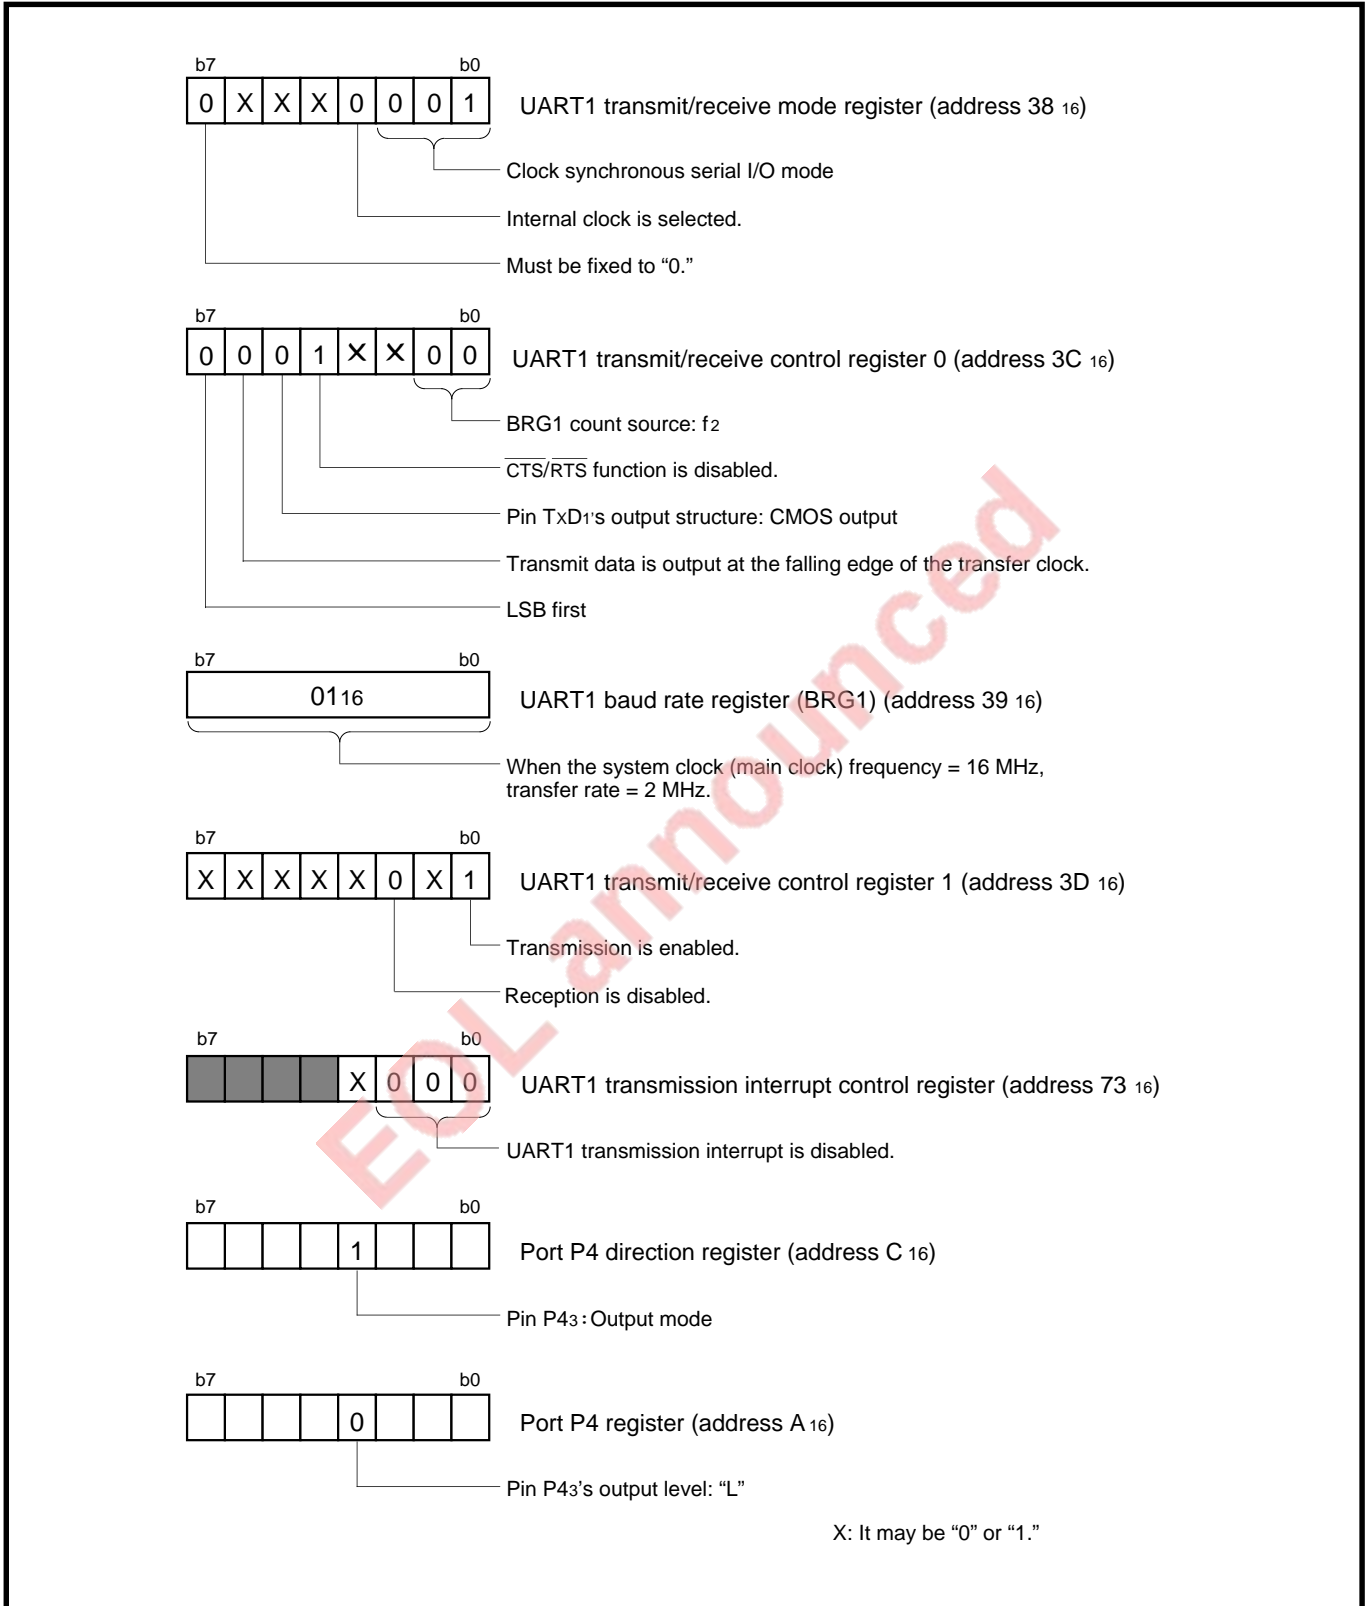 b7 b0
0 X X X 0 0 0 1 UART1 transmit/receive mode register (address 38 16)
Clock synchronous serial I/O mode
Internal clock is selected.
Must be fixed to “0.”
b7 b0
0 0 0 1 X X 0 0 UART1 transmit/receive control register 0 (address 3C 16)
BRG1 count source: f2
CTS/RTS function is disabled.
Pin TxD1’s output structure: CMOS output
Transmit data is output at the falling edge of the transfer clock.
LSB first
b7 b0
0116 UART1 baud rate register (BRG1) (address 39 16)
When the system clock (main clock) frequency = 16 MHz,
transfer rate = 2 MHz.
b7 b0
X X X X X 0 X 1 UART1 transmit/receive control register 1 (address 3D 16)
Transmission is enabled.
Reception is disabled.
b7 b0
X 0 0 0 UART1 transmission interrupt control register (address 73 16)
UART1 transmission interrupt is disabled.
b7 b0
1 Port P4 direction register (address C 16)
Pin P43 : Output mode
b7 b0
0 Port P4 register (address A 16)
Pin P43’s output level: “L”
X: It may be “0” or “1.”
EOL announced